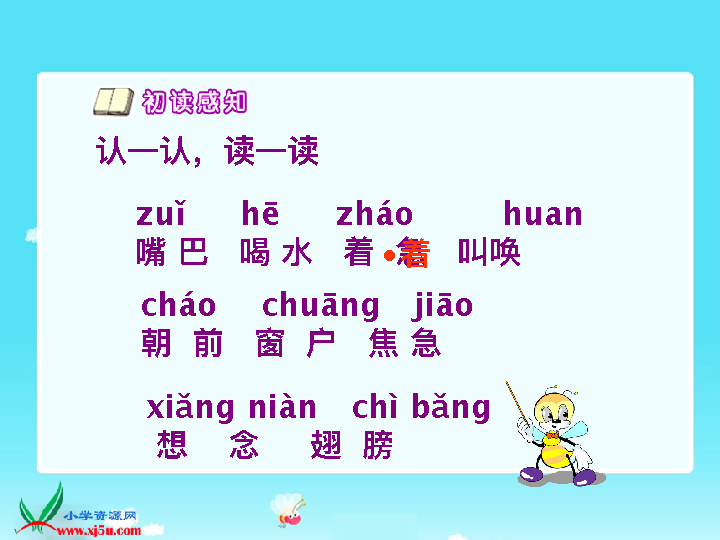 初读感知
认一认，读一读
zuǐ hē zháo huan
嘴 巴 喝 水 着 急 •着 叫唤
cháo chuāng jiāo
朝 前 窗 户 焦 急
xiǎng niàn chì bǎng
想 念 翅 膀
小学资源网
www.xj5u.com